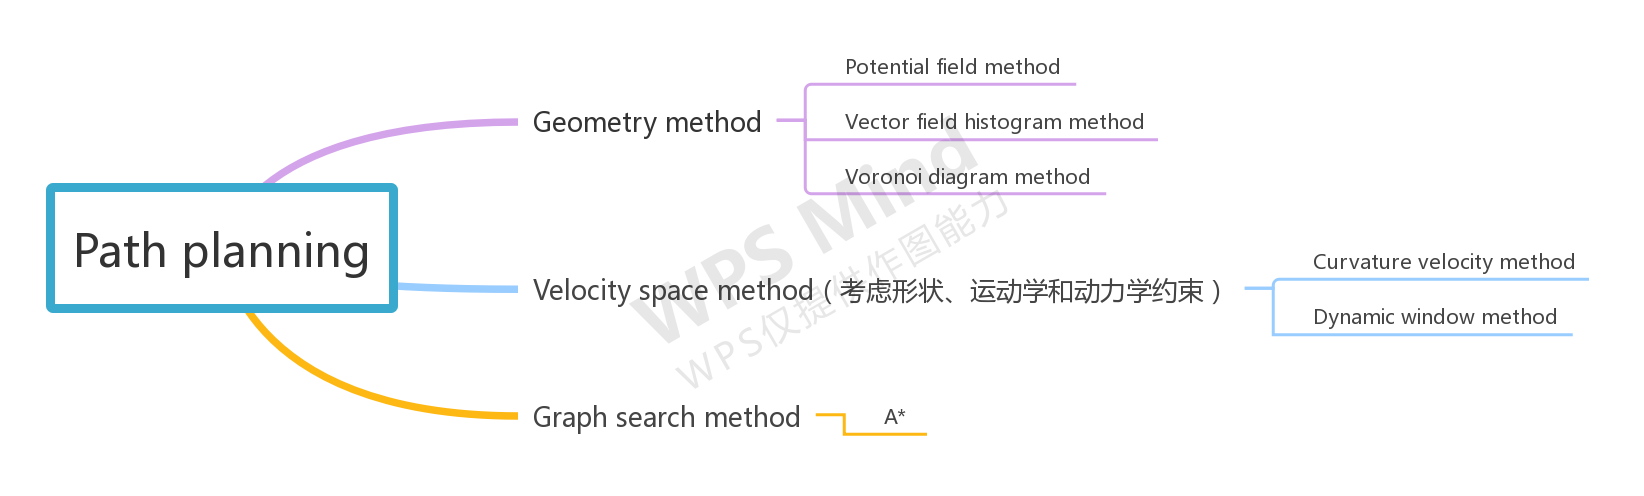 Path planning
Geometry method
Potential field method
Vector field histogram method
Voronoi diagram method
Velocity space method（考虑形状、运动学和动力学约束）
Curvature velocity method
Dynamic window method
Graph search method
A*
WPS Mind
WPS仅提供作图能力